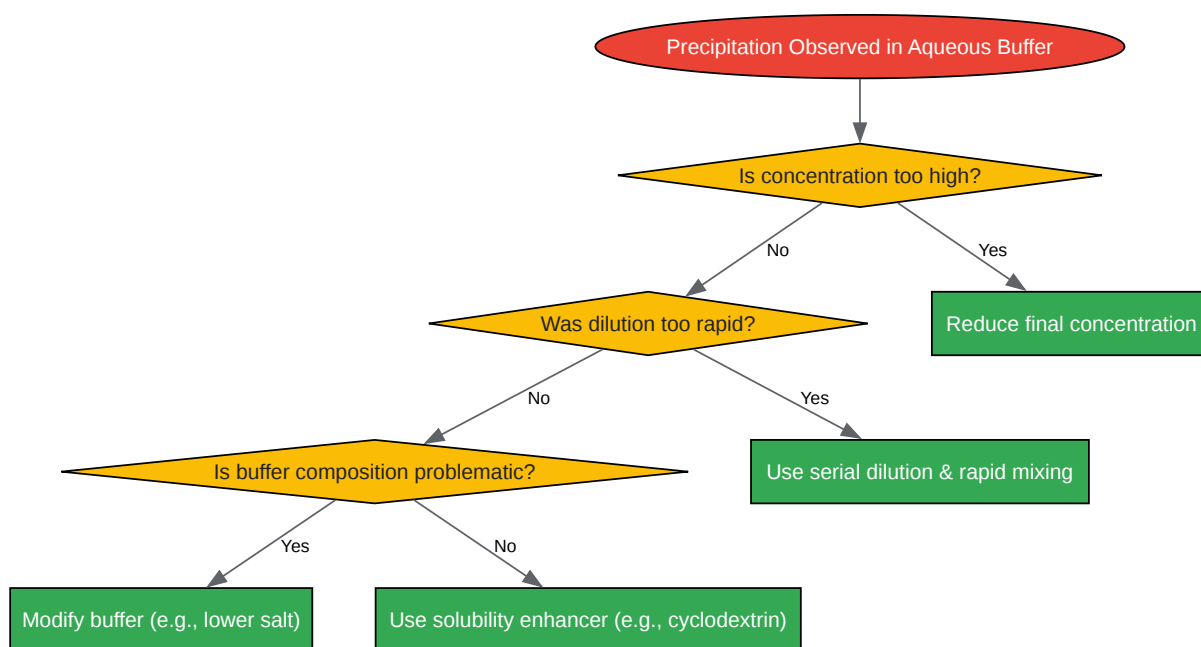 Precipitation Observed in Aqueous Buffer
Is concentration too high?
No
Yes
Was dilution too rapid?
Reduce final concentration
No
Yes
Is buffer composition problematic?
Use serial dilution & rapid mixing
Yes
No
Modify buffer (e.g., lower salt)
Use solubility enhancer (e.g., cyclodextrin)